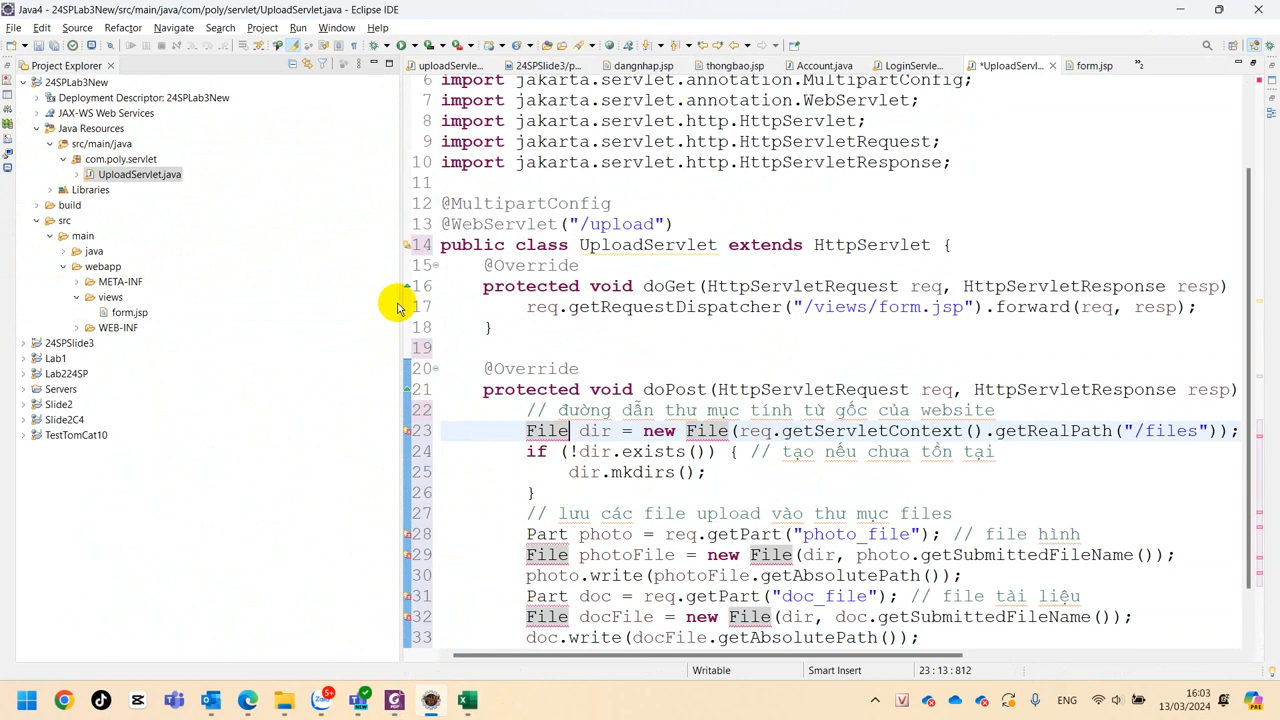 Java4 - 24SPLab3New/src/main/java/com/poly/servlet/UploadServlet.java - Eclipse IDE
File Edit Source Refactor Navigate Search Project Run Window Help
Project Explorer
24SPLab3New
Deployment Descriptor: 24SPLab3New
JAX-WS Web Services
Java Resources
src/main/java
com.poly.servlet
UploadServlet.java
Libraries
build
src
main
java
webapp
META-INF
views
form.jsp
WEB-INF
24SPSlide3
Lab1
Lab224SP
Servers
Slide2
Slide2C4
TestTomCat10
uploadServle... 24SPSlide3/p... dangnhap.jsp thongbao.jsp Account.java LoginServle... *UploadServl... form.jsp
6 import jakarta.servlet.annotation.MultipartConfig;
7 import jakarta.servlet.annotation.WebServlet;
8 import jakarta.servlet.http.HttpServlet;
9 import jakarta.servlet.http.HttpServletRequest;
10 import jakarta.servlet.http.HttpServletResponse;
11
12 @MultipartConfig
13 @WebServlet("/upload")
14 public class UploadServlet extends HttpServlet {
15 @Override
16 protected void doGet(HttpServletRequest req, HttpServletResponse resp)
17 req.getRequestDispatcher("/views/form.jsp").forward(req, resp);
18 }
19
20 @Override
21 protected void doPost(HttpServletRequest req, HttpServletResponse resp)
22 // đường dẫn thư mục tính từ gốc của website
23 File dir = new File(req.getServletContext().getRealPath("/files"));
24 if (!dir.exists()) { // tạo nếu chưa tồn tại
25 dir.mkdirs();
26 }
27 // lưu các file upload vào thư mục files
28 Part photo = req.getPart("photo_file"); // file hình
29 File photoFile = new File(dir, photo.getSubmittedFileName());
30 photo.write(photoFile.getAbsolutePath());
31 Part doc = req.getPart("doc_file"); // file tài liệu
32 File docFile = new File(dir, doc.getSubmittedFileName());
33 doc.write(docFile.getAbsolutePath());
Writable Smart Insert 23 : 13 : 812
5+ NEW ENG 16:03
13/03/2024 PRE